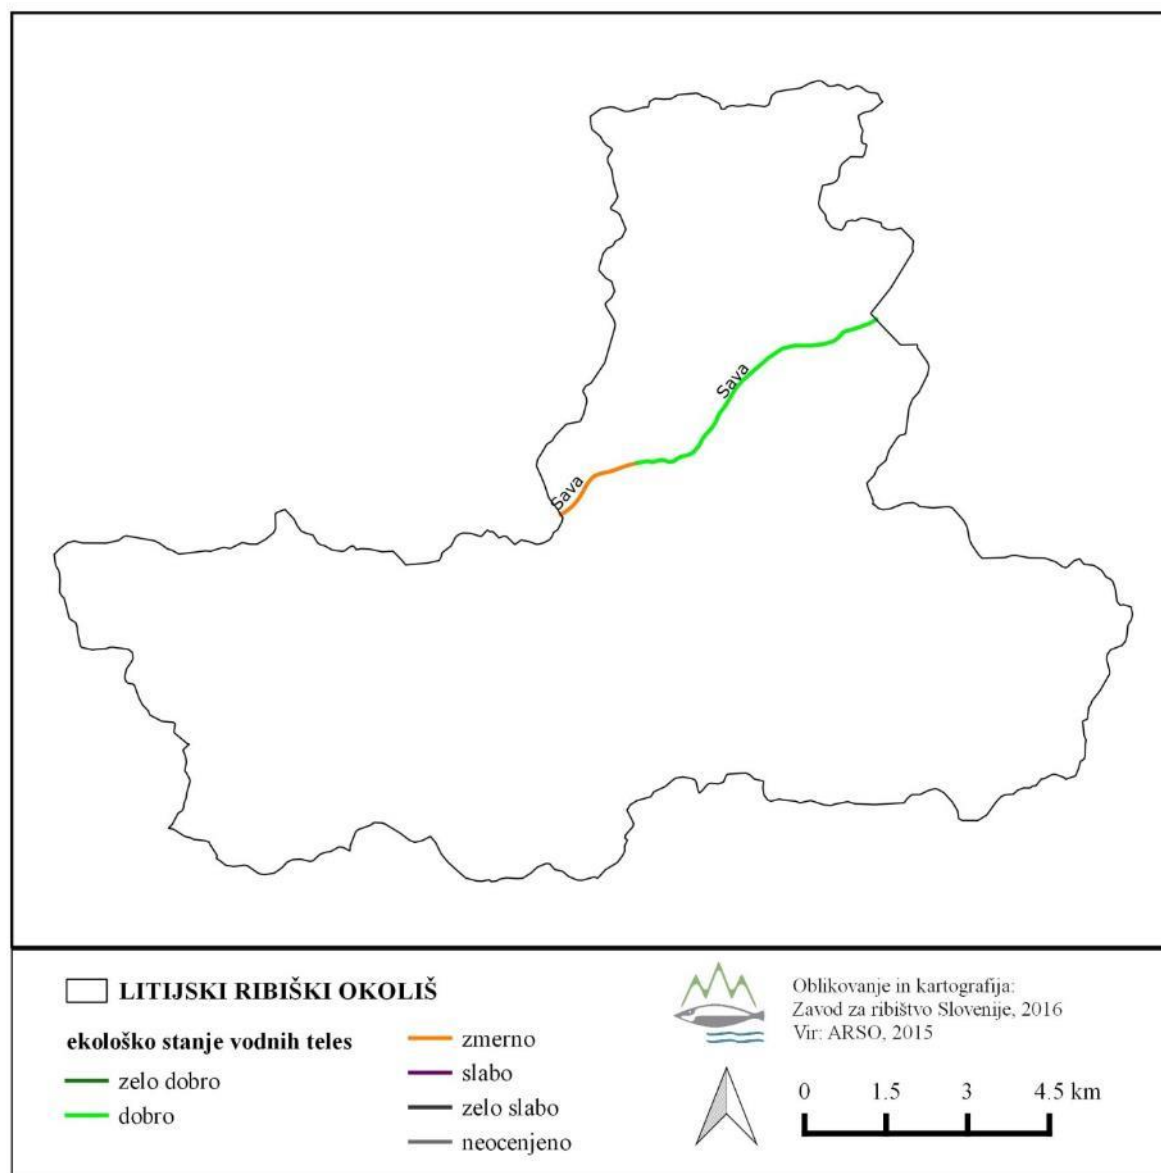 Sava
Sava
LITIJSKI RIBIŠKI OKOLIŠ
ekološko stanje vodnih teles
zelo dobro
dobro
zmerno
slabo
zelo slabo
neocenjeno
Oblikovanje in kartografija:
Zavod za ribištvo Slovenije, 2016
Vir: ARSO, 2015
0 1.5 3 4.5 km